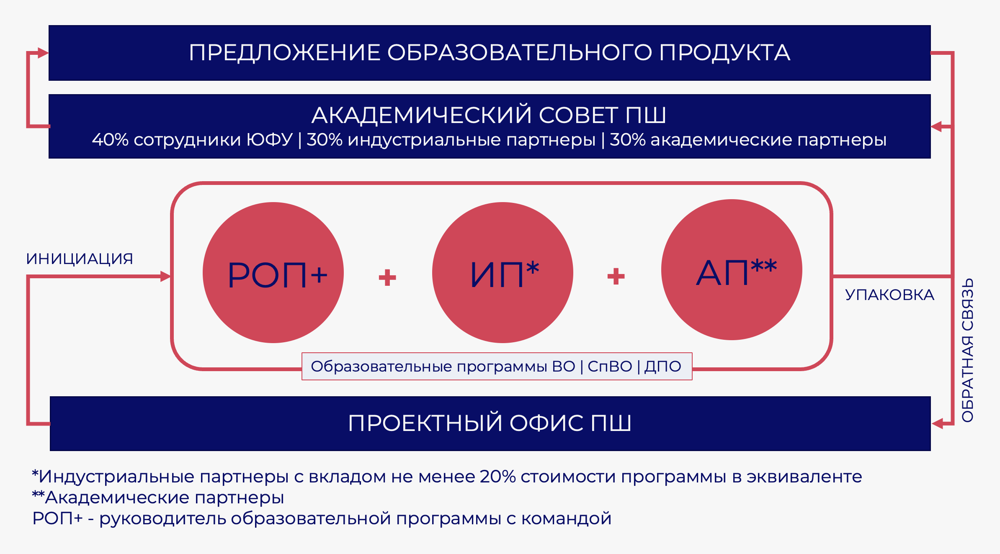 ПРЕДЛОЖЕНИЕ ОБРАЗОВАТЕЛЬНОГО ПРОДУКТА
АКАДЕМИЧЕСКИЙ СОВЕТ ПШ
40% сотрудники ЮФУ | 30% индустриальные партнеры | 30% академические партнеры
ИНИЦИАЦИЯ
РОП+
+
ИП*
+
АП**
УПАКОВКА
ОБРАТНАЯ СВЯЗЬ
Образовательные программы ВО | СпВО | ДПО
ПРОЕКТНЫЙ ОФИС ПШ
*Индустриальные партнеры с вкладом не менее 20% стоимости программы в эквиваленте
**Академические партнеры
РОП+ - руководитель образовательной программы с командой